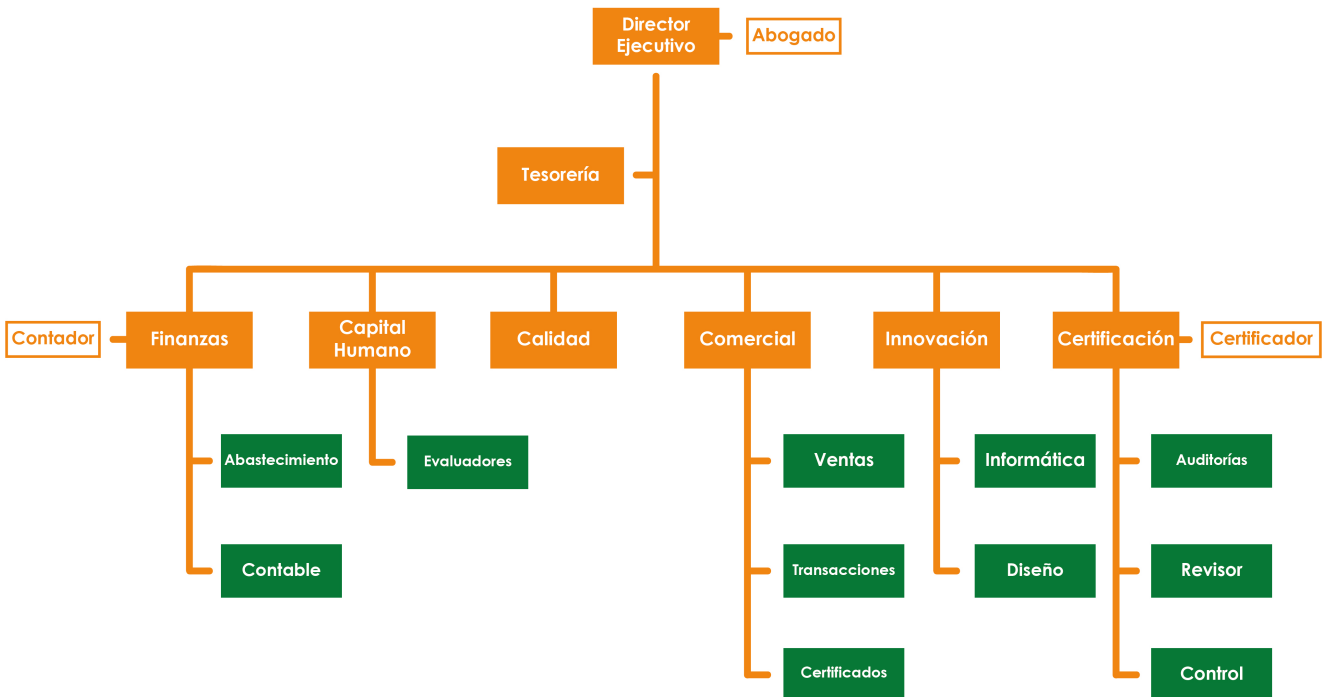 Director
Ejecutivo
Abogado
Tesorería
Contador
Finanzas
Capital
Humano
Calidad
Comercial
Innovación
Certificación
Certificador
Abastecimiento
Evaluadores
Ventas
Informática
Auditorías
Contable
Transacciones
Diseño
Revisor
Certificados
Control